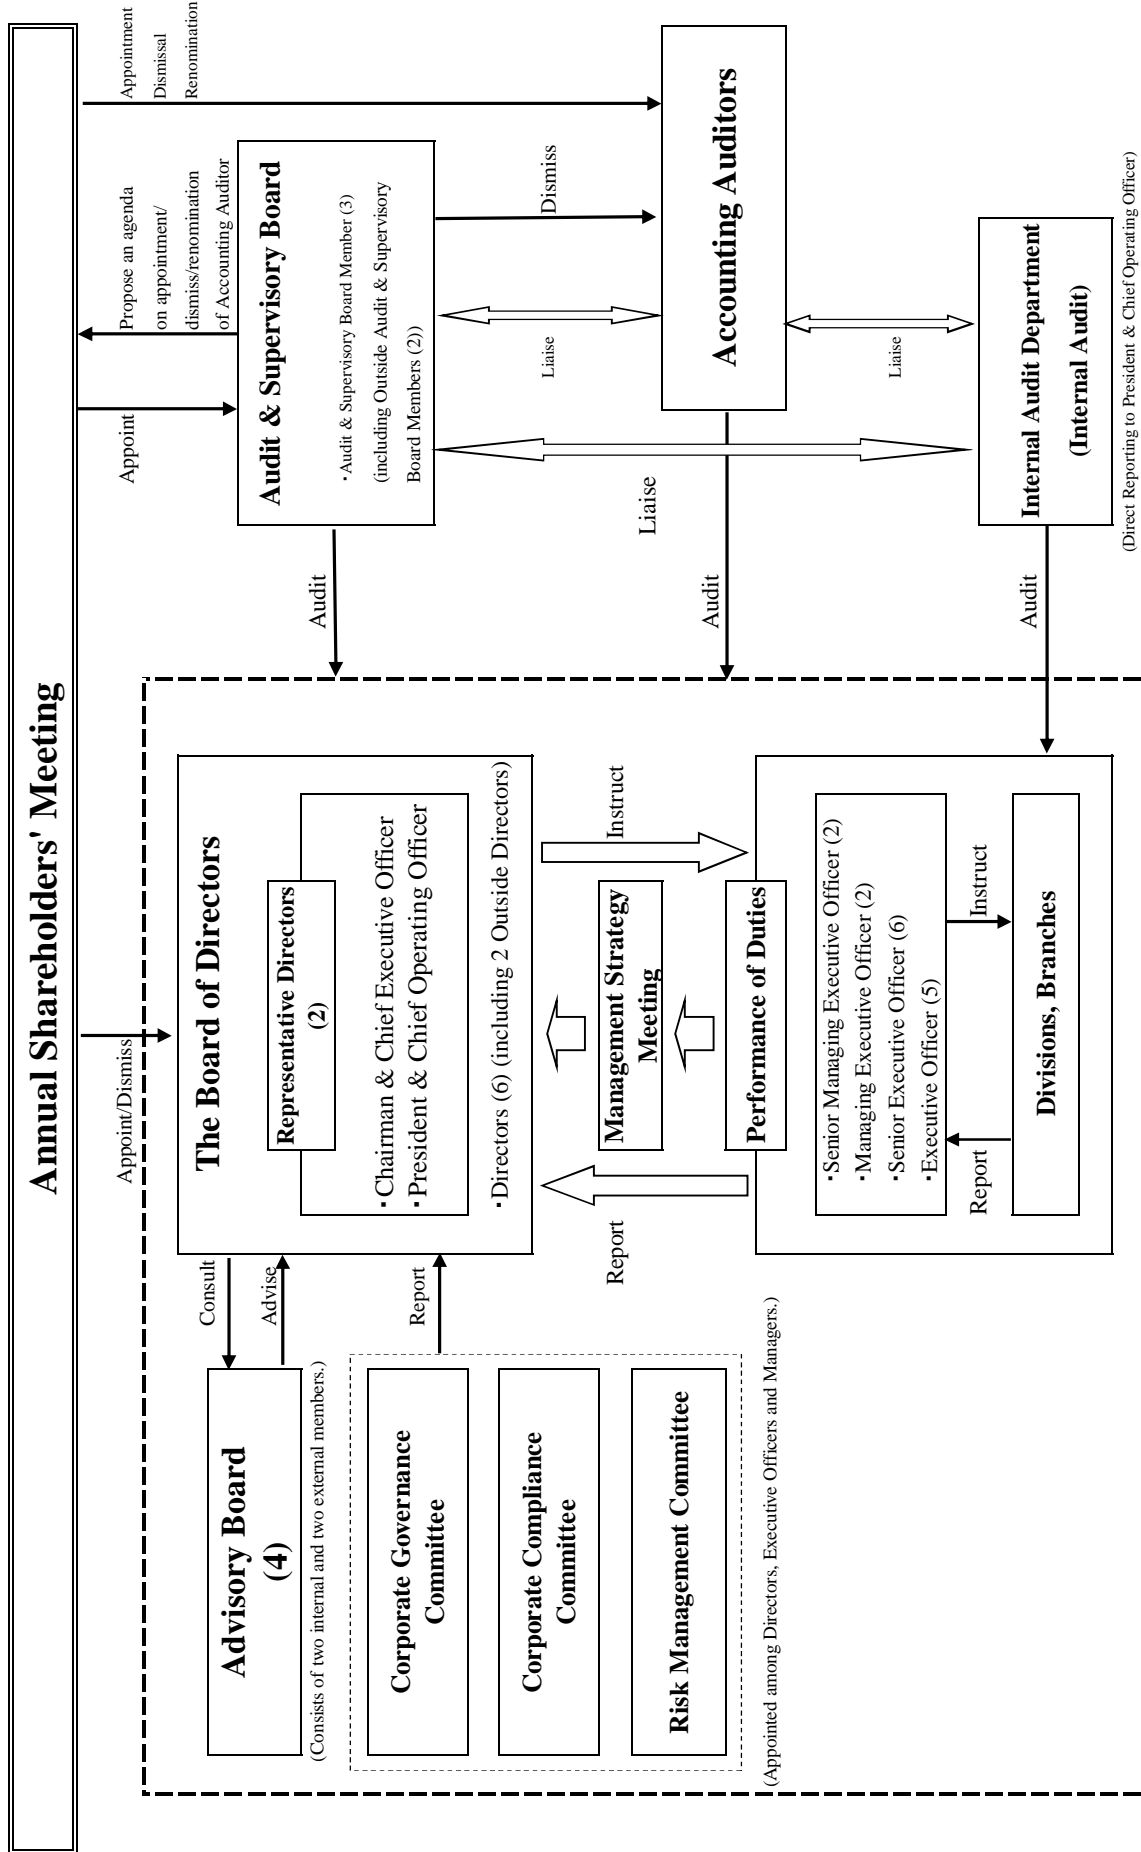 Annual Shareholders' Meeting
Appoint/Dismiss
Appoint
Propose an agenda
on appointment/
dismiss/renomination
of Accounting Auditor
Appointment
Dismissal
Renomination
Advisory Board
(4)
(Consists of two internal and two external members.)
Consult
Advise
Corporate Governance
Committee
Corporate Compliance
Committee
Risk Management Committee
(Appointed among Directors, Executive Officers and Managers.)
Report
The Board of Directors
Representative Directors
(2)
・Chairman & Chief Executive Officer
・President & Chief Operating Officer
・Directors (6) (including 2 Outside Directors)
Report
Management Strategy
Meeting
Instruct
Performance of Duties
・Senior Managing Executive Officer (2)
・Managing Executive Officer (2)
・Senior Executive Officer (6)
・Executive Officer (5)
Report
Instruct
Divisions, Branches
Audit
Audit
Audit
Audit & Supervisory Board
・Audit & Supervisory Board Member (3)
(including Outside Audit & Supervisory
Board Members (2))
Liaise
Liaise
Dismiss
Accounting Auditors
Liaise
Internal Audit Department
(Internal Audit)
(Direct Reporting to President & Chief Operating Officer)